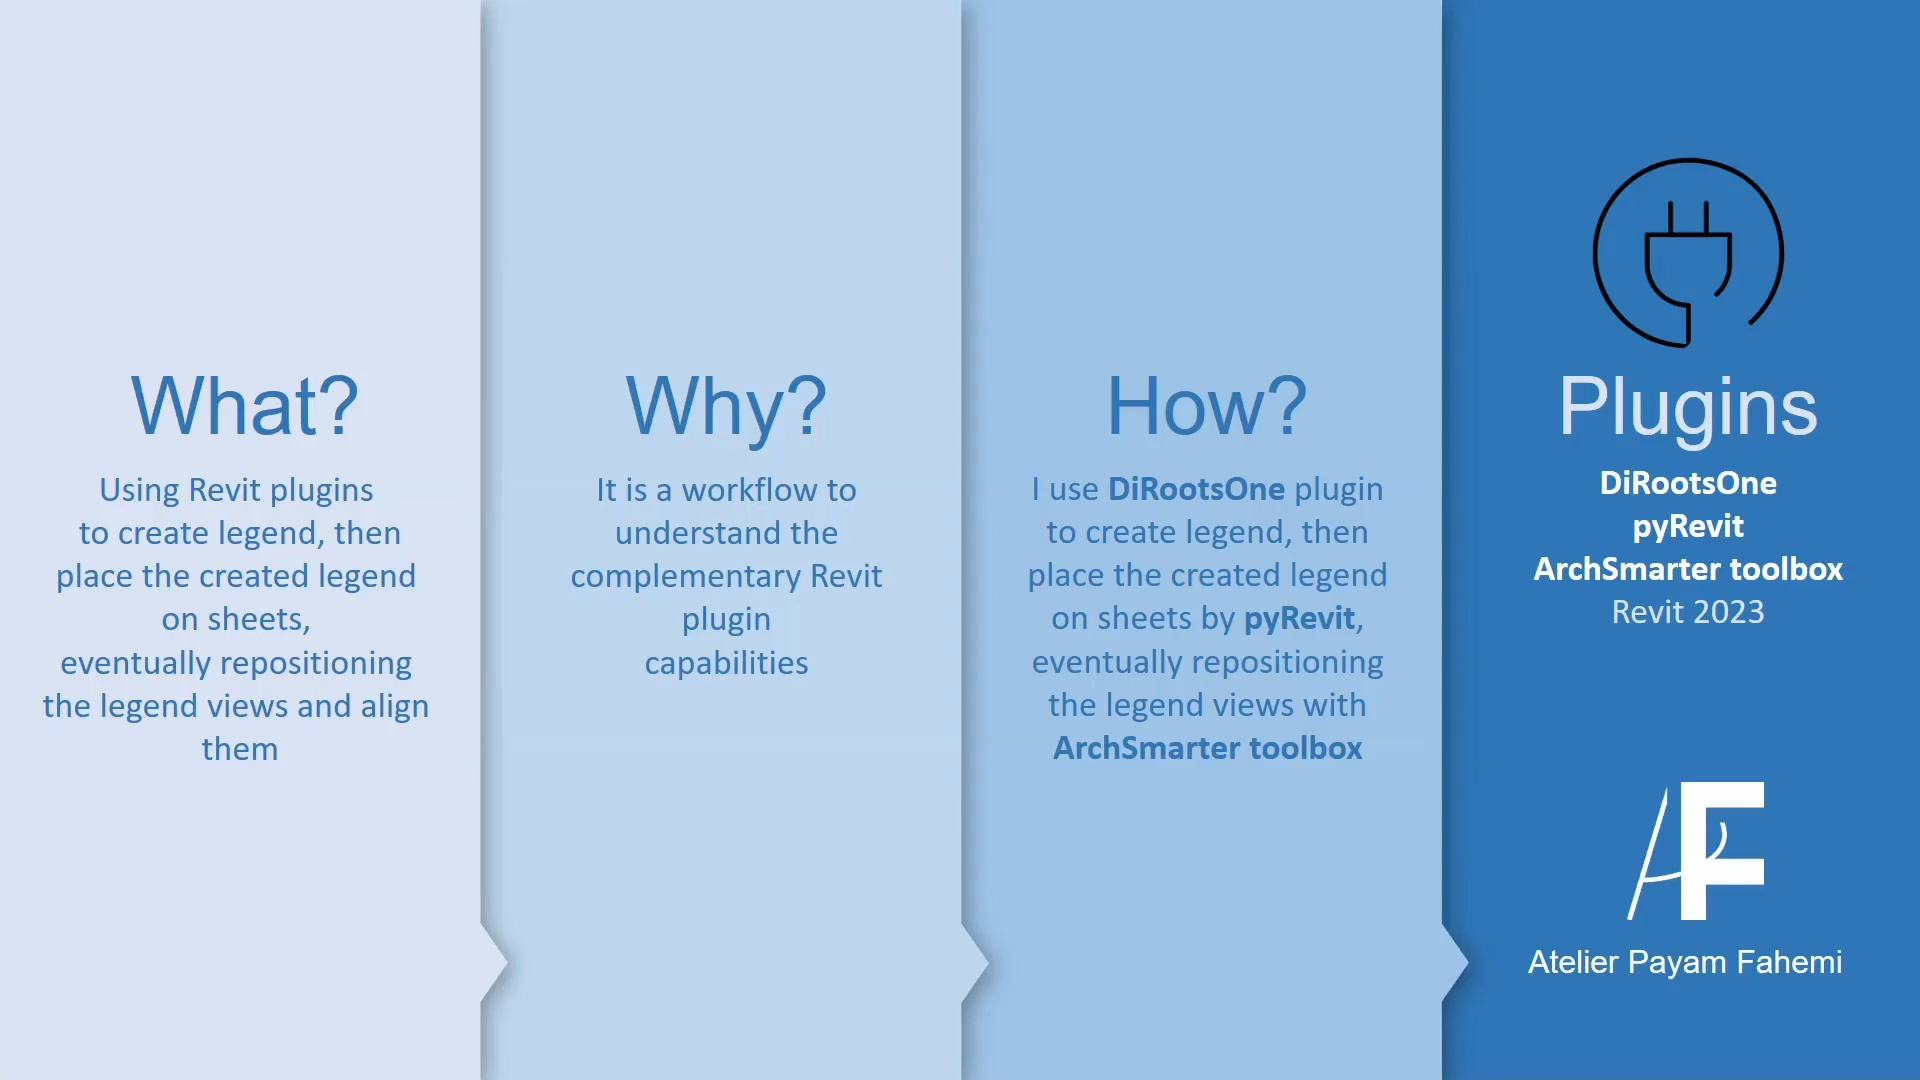 What?
Using Revit plugins
to create legend, then
place the created legend
on sheets,
eventually repositioning
the legend views and align
them
Why?
It is a workflow to
understand the
complementary Revit
plugin
capabilities
How?
I use DiRootsOne plugin
to create legend, then
place the created legend
on sheets by pyRevit,
eventually repositioning
the legend views with
ArchSmarter toolbox
Plugins
DiRootsOne
pyRevit
ArchSmarter toolbox
Revit 2023
APF
Atelier Payam Fahemi